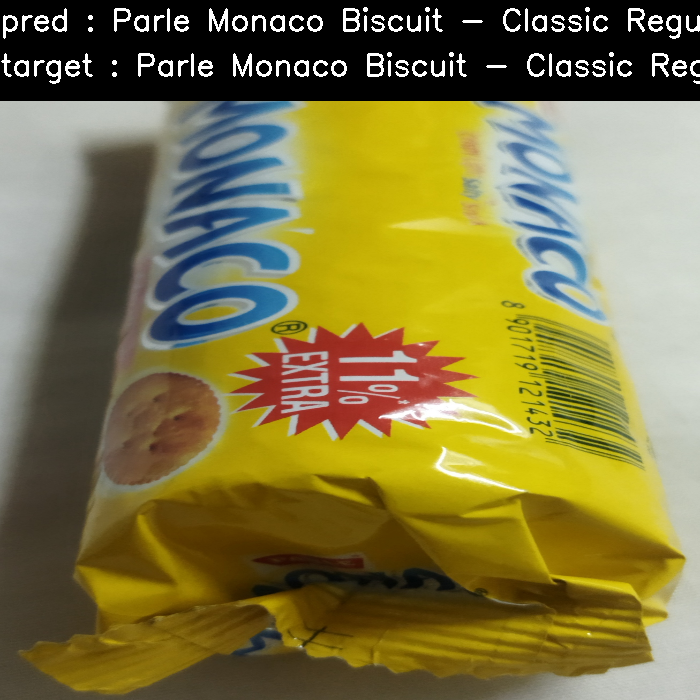 pred : Parle Monaco Biscuit – Classic Regu
target : Parle Monaco Biscuit – Classic Reg
MONACO®
MONACO
11%
EXTRA
8 901719 121432